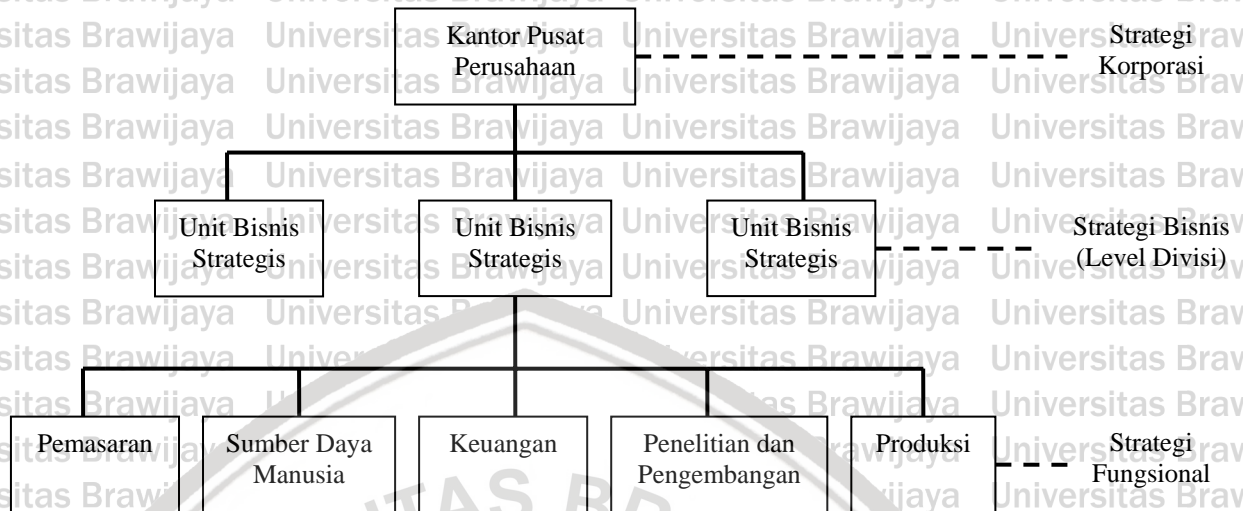 Kantor Pusat
Perusahaan
Strategi
Korporasi
Unit Bisnis
Strategis
Unit Bisnis
Strategis
Unit Bisnis
Strategis
Strategi Bisnis
(Level Divisi)
Pemasaran
Sumber Daya
Manusia
Keuangan
Penelitian dan
Pengembangan
Produksi
Strategi
Fungsional